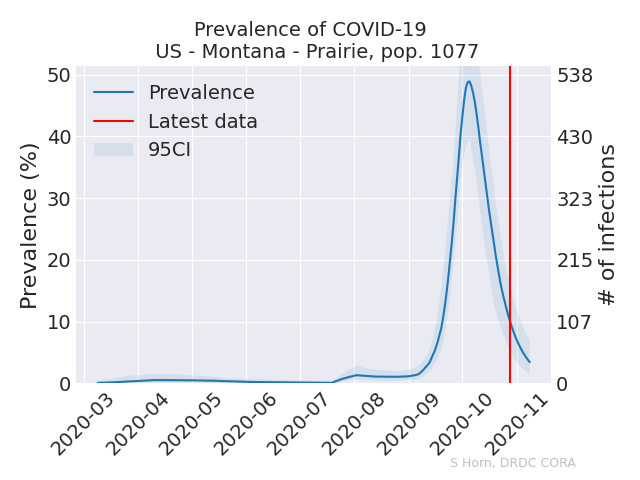 Prevalence of COVID-19
US - Montana - Prairie, pop. 1077
Prevalence
Latest data
95CI
Prevalence (%)
50
40
30
20
10
0
538
430
323
215
107
0
# of infections
2020-03
2020-04
2020-05
2020-06
2020-07
2020-08
2020-09
2020-10
2020-11
S Horn, DRDC CORA